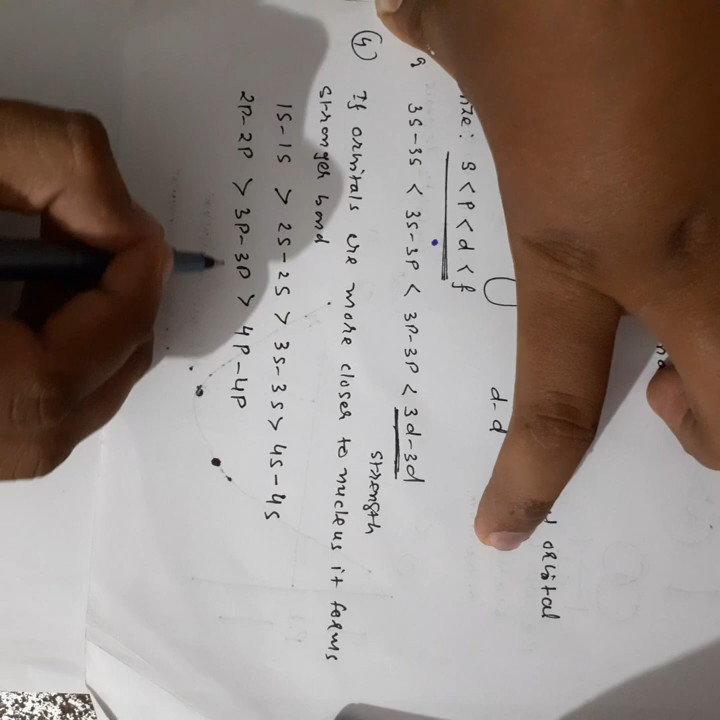 orbital
d-d
size: s < p < d < f
3s-3s < 3s-3p < 3p-3p < 3d-3d
strength
(4) If orbitals are more closer to nucleus it forms
stronger bond
1s-1s > 2s-2s > 3s-3s > 4s-4s
2p-2p > 3p-3p > 4p-4p